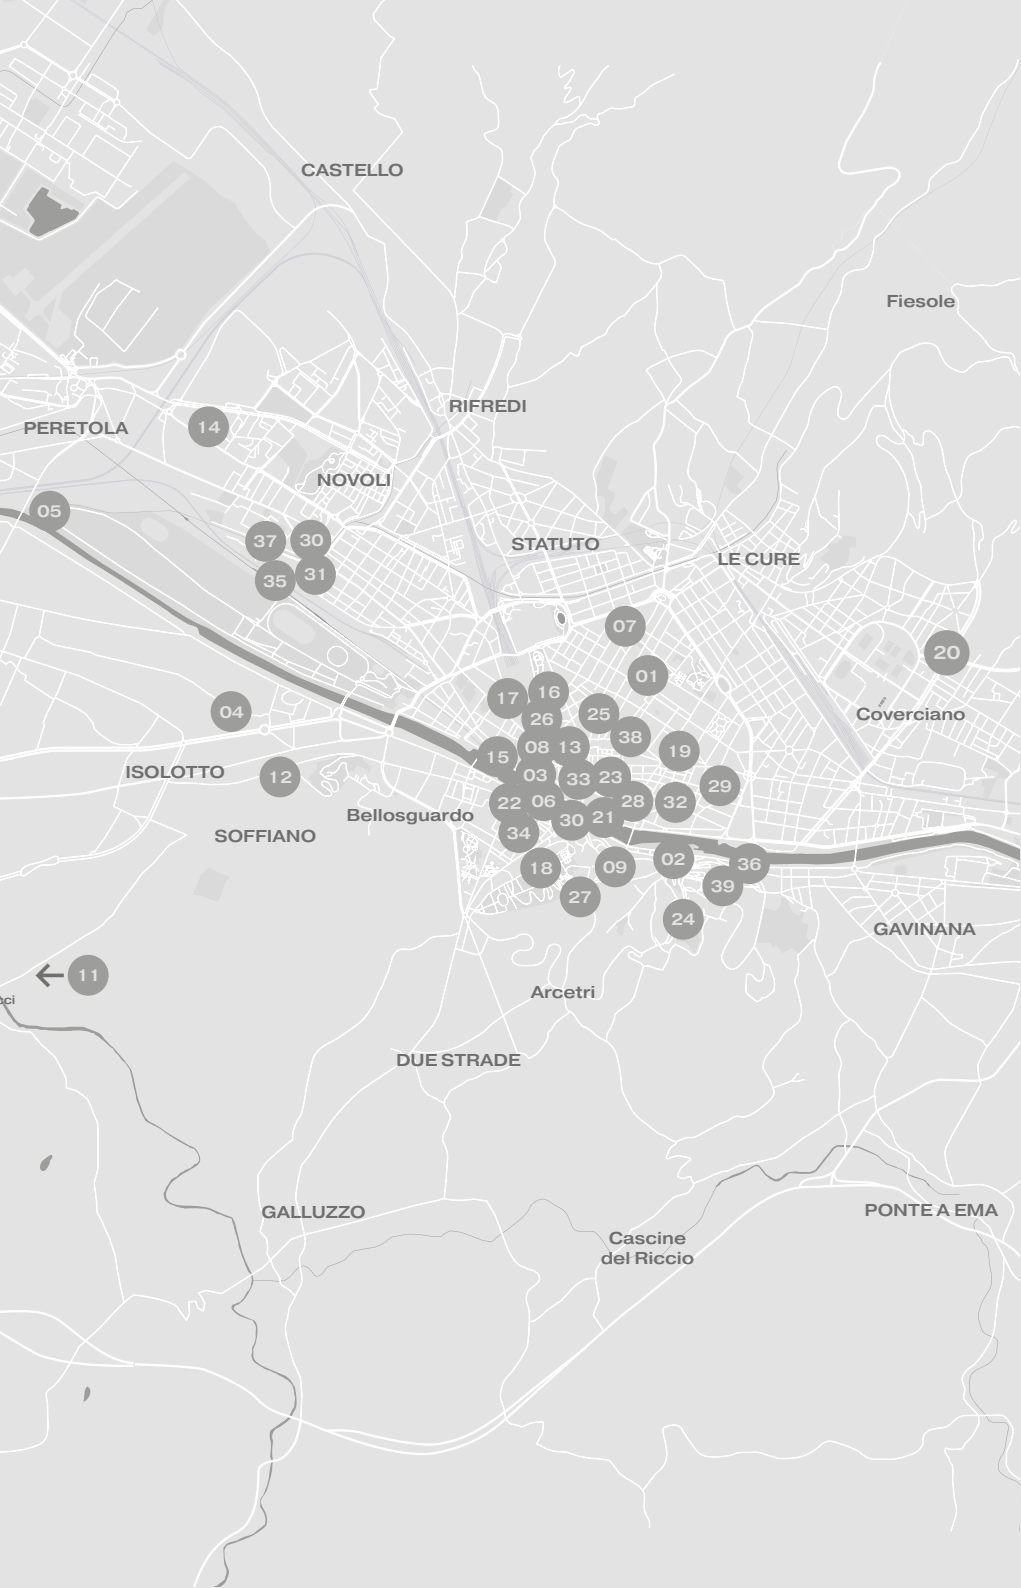 CASTELLO
Fiesole
RIFREDI
PERETOLA
14
NOVOLI
05
37
30
STATUTO
LE CURE
35
31
07
20
01
17
16
04
26
25
Coverciano
38
08
13
19
15
ISOLOTTO
12
03
33
23
29
22
06
28
32
Bellosguardo
30
21
SOFFIANO
34
18
09
02
36
27
39
24
GAVINANA
11
cci
Arcetri
DUE STRADE
GALLUZZO
PONTE A EMA
Cascine
del Riccio